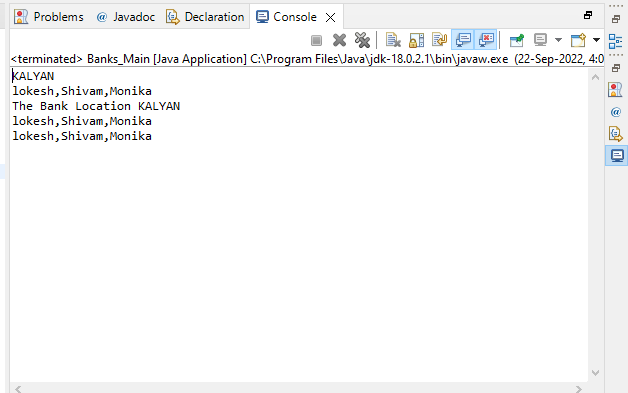 Problems @ Javadoc Declaration Console
<terminated> Banks_Main [Java Application] C:\Program Files\Java\jdk-18.0.2.1\bin\javaw.exe (22-Sep-2022, 4:0
KALYAN
lokesh,Shivam,Monika
The Bank Location KALYAN
lokesh,Shivam,Monika
lokesh,Shivam,Monika